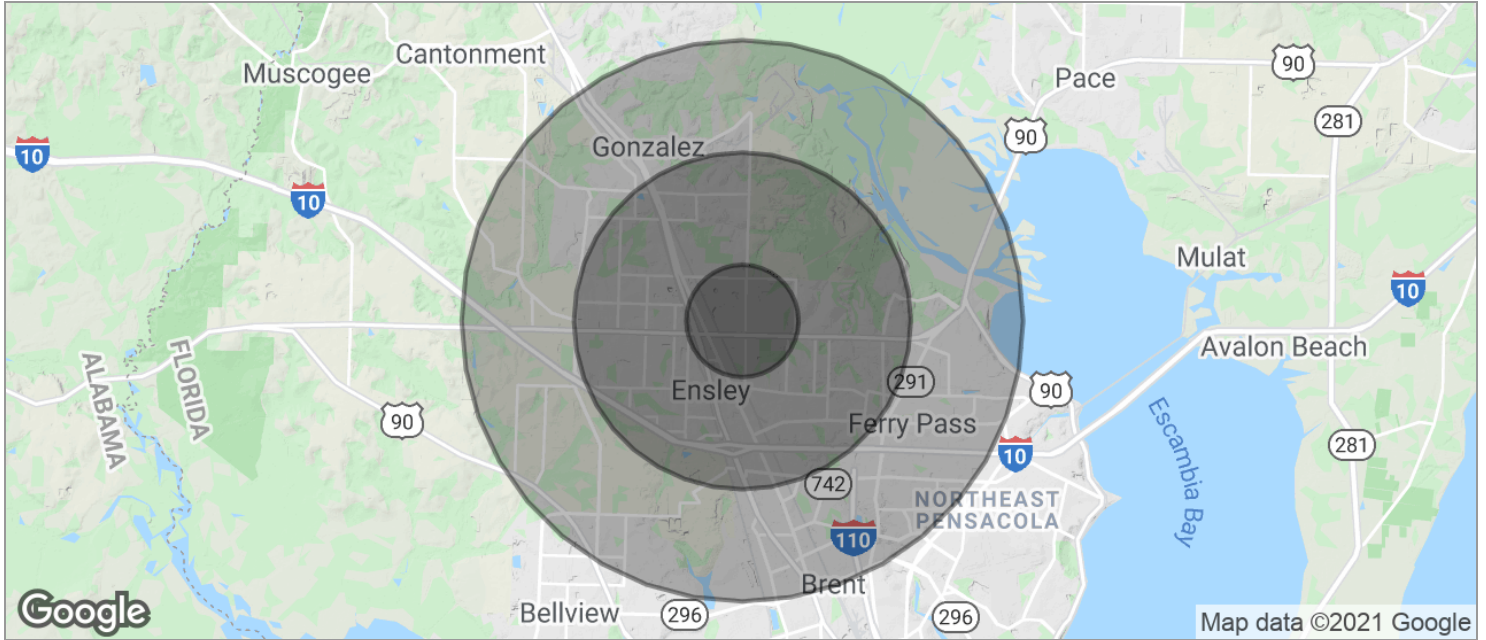 Cantonment
Muscogee
Pace
90
281
90
10
Gonzalez
10
Mulat
10
Avalon Beach
ALABAMA
FLORIDA
Ensley
291
90
90
Ferry Pass
Escambia Bay
10
281
742
NORTHEAST
PENSACOLA
110
Brent
Bellview
296
296
Google
Map data ©2021 Google